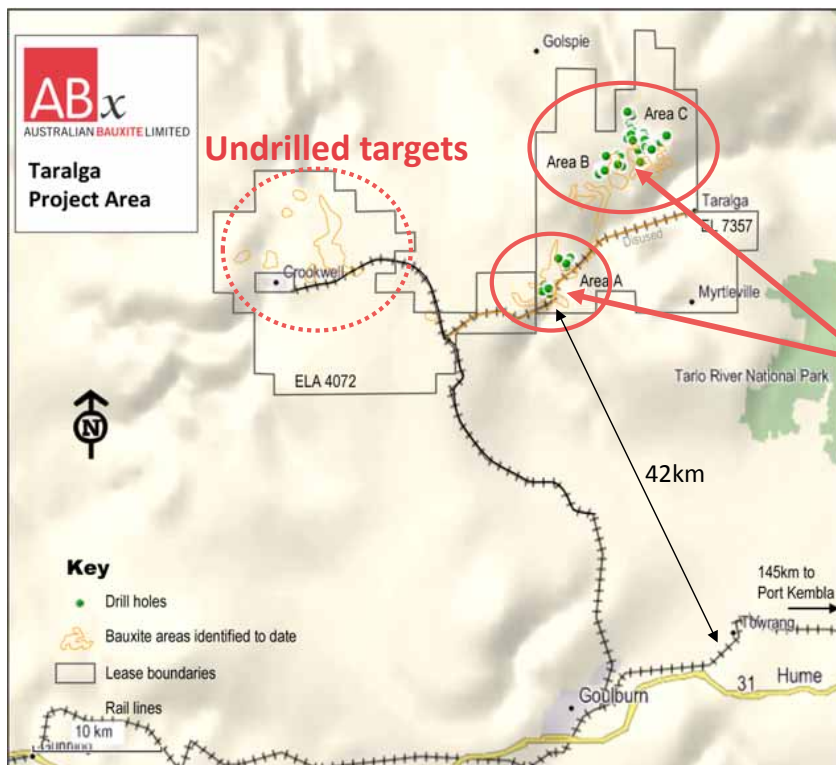 ABx
AUSTRALIAN BAUXITE LIMITED
Taralga
Project Area
Golspie
Area C
Undrilled targets
Area B
Taralga
EL 7357
Disused
Crookwell
Area A
Myrtleville
ELA 4072
Tarlo River National Park
N
42km
Key
Drill holes
Bauxite areas identified to date
Lease boundaries
Rail lines
10 km
Gunning
145km to
Port Kembla
Towrang
Goulburn
31
Hume